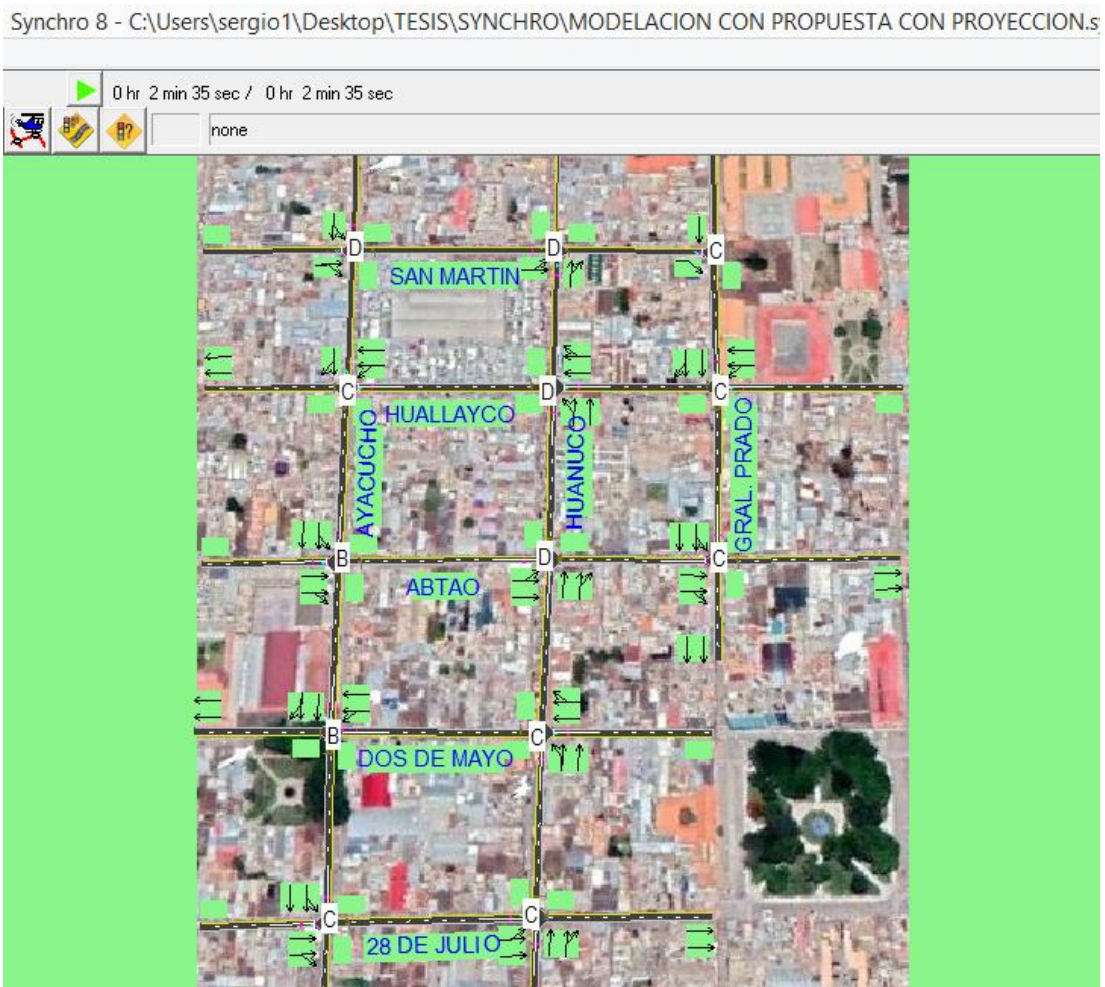 Synchro 8 - C:\Users\sergio1\Desktop\TESIS\SYNCHRO\MODELACION CON PROPUESTA CON PROYECCION.s
0 hr 2 min 35 sec / 0 hr 2 min 35 sec
none
D
D
C
SAN MARTIN
C
D
C
HUALLAYCO
AYACUCHO
HUANUCO
GRAL. PRADO
B
D
C
ABTAO
B
C
DOS DE MAYO
C
C
28 DE JULIO